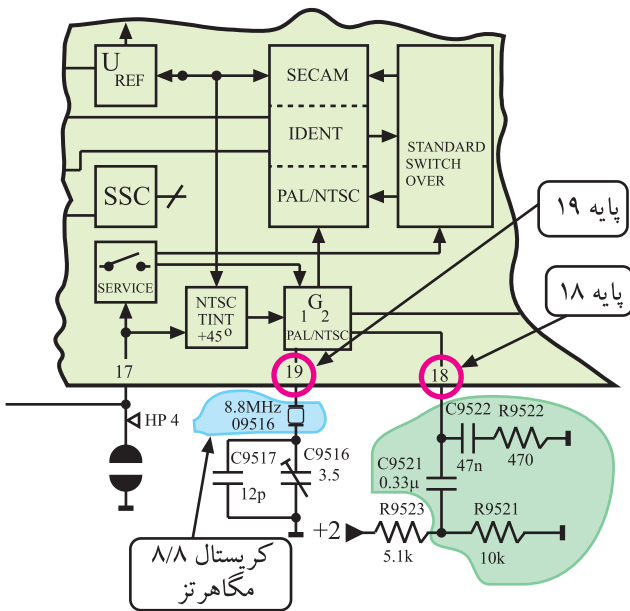 U REF
SECAM
IDENT
PAL/NTSC
STANDARD
SWITCH
OVER
SSC
SERVICE
NTSC
TINT
+45°
G
1 2
PAL/NTSC
پایه ۱۹
پایه ۱۸
17
19
18
HP 4
8.8MHz
09516
C9517
12p
C9516
3.5
C9522
47n
R9522
470
C9521
0.33µ
R9523
5.1k
R9521
10k
+2
کریستال ۸/۸
مگاهرتز